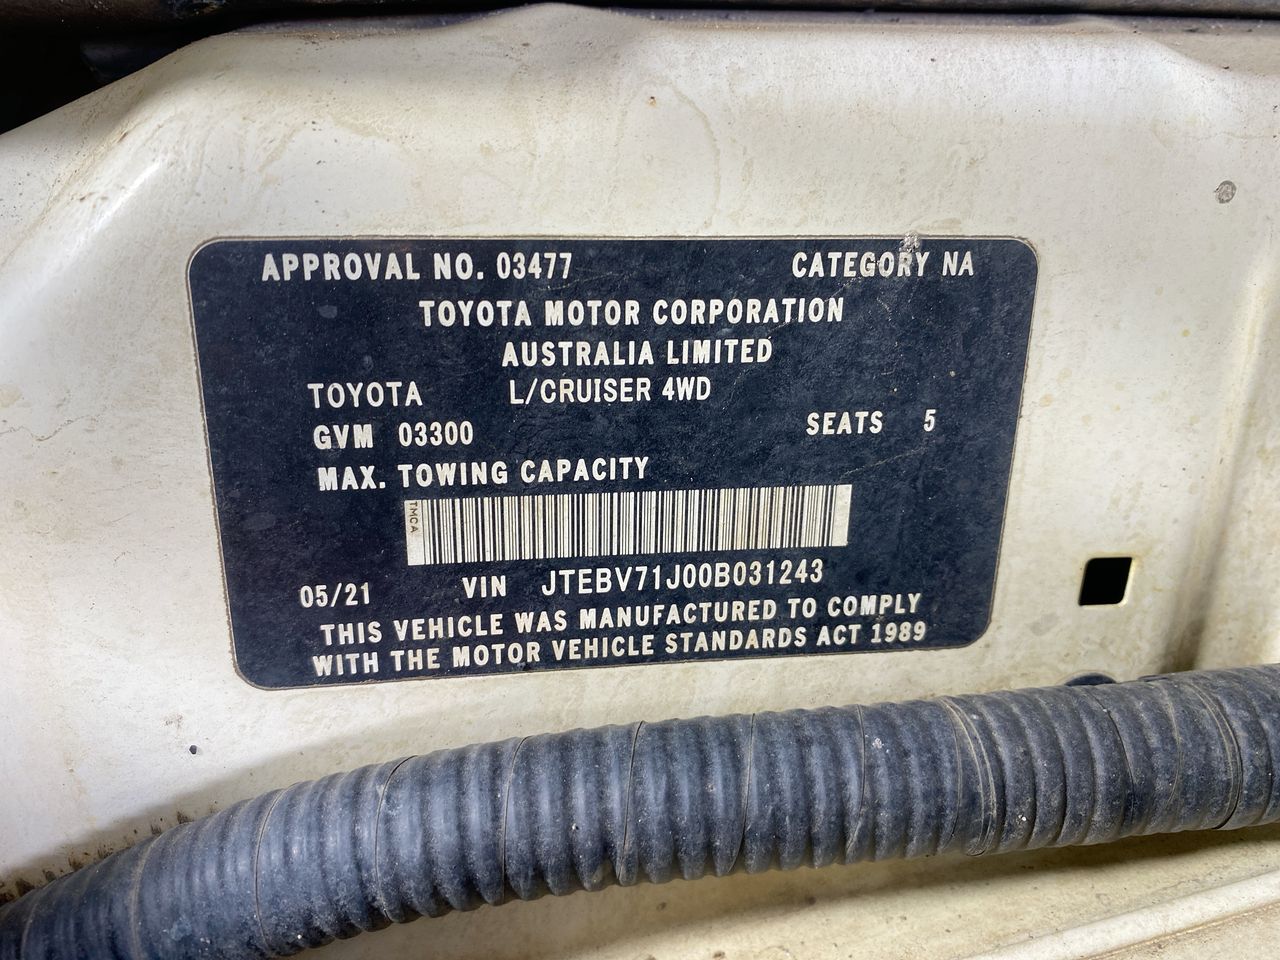 APPROVAL NO. 03477 CATEGORY NA
TOYOTA MOTOR CORPORATION
AUSTRALIA LIMITED
TOYOTA L/CRUISER 4WD
GVM 03300 SEATS 5
MAX. TOWING CAPACITY
TMCA
05/21 VIN JTEBV71J00B031243
THIS VEHICLE WAS MANUFACTURED TO COMPLY
WITH THE MOTOR VEHICLE STANDARDS ACT 1989